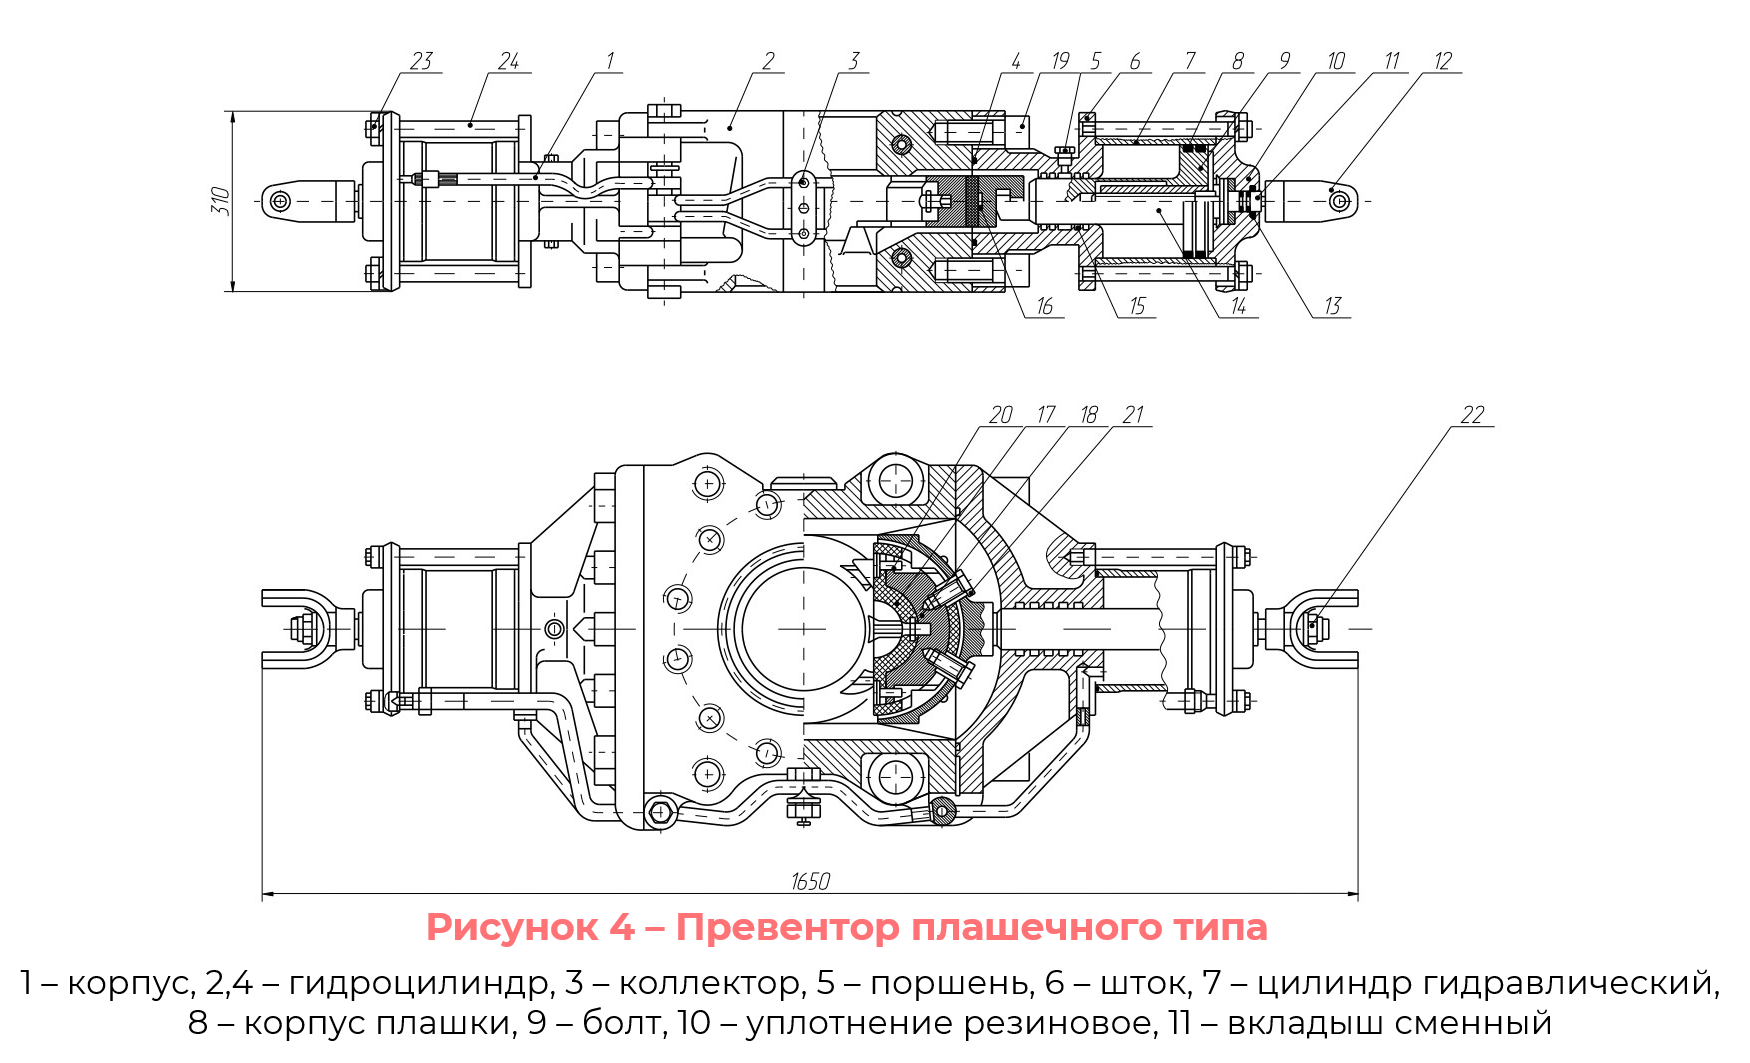 23 24 1 2 3 4 19 5 6 7 8 9 10 11 12
310
16 15 14 13
20 17 18 21 22
1650
Рисунок 4 – Превентор плашечного типа
1 – корпус, 2,4 – гидроцилиндр, 3 – коллектор, 5 – поршень, 6 – шток, 7 – цилиндр гидравлический,
8 – корпус плашки, 9 – болт, 10 – уплотнение резиновое, 11 – вкладыш сменный